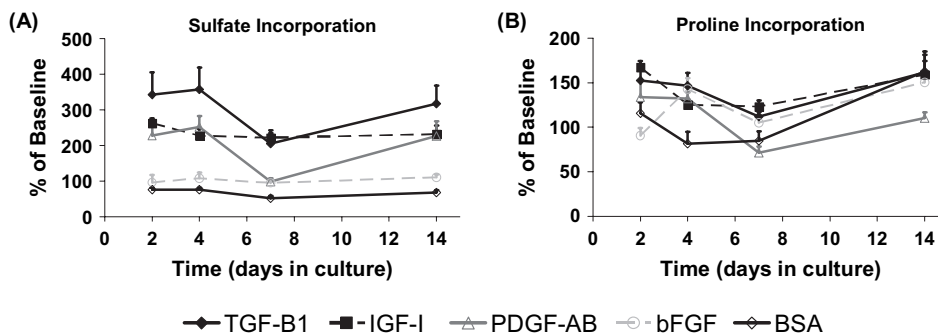 (A) Sulfate Incorporation
% of Baseline
500
400
300
200
100
0
0 2 4 6 8 10 12 14
Time (days in culture)
(B) Proline Incorporation
% of Baseline
200
150
100
50
0
0 2 4 6 8 10 12 14
Time (days in culture)
TGF-B1 IGF-I PDGF-AB bFGF BSA